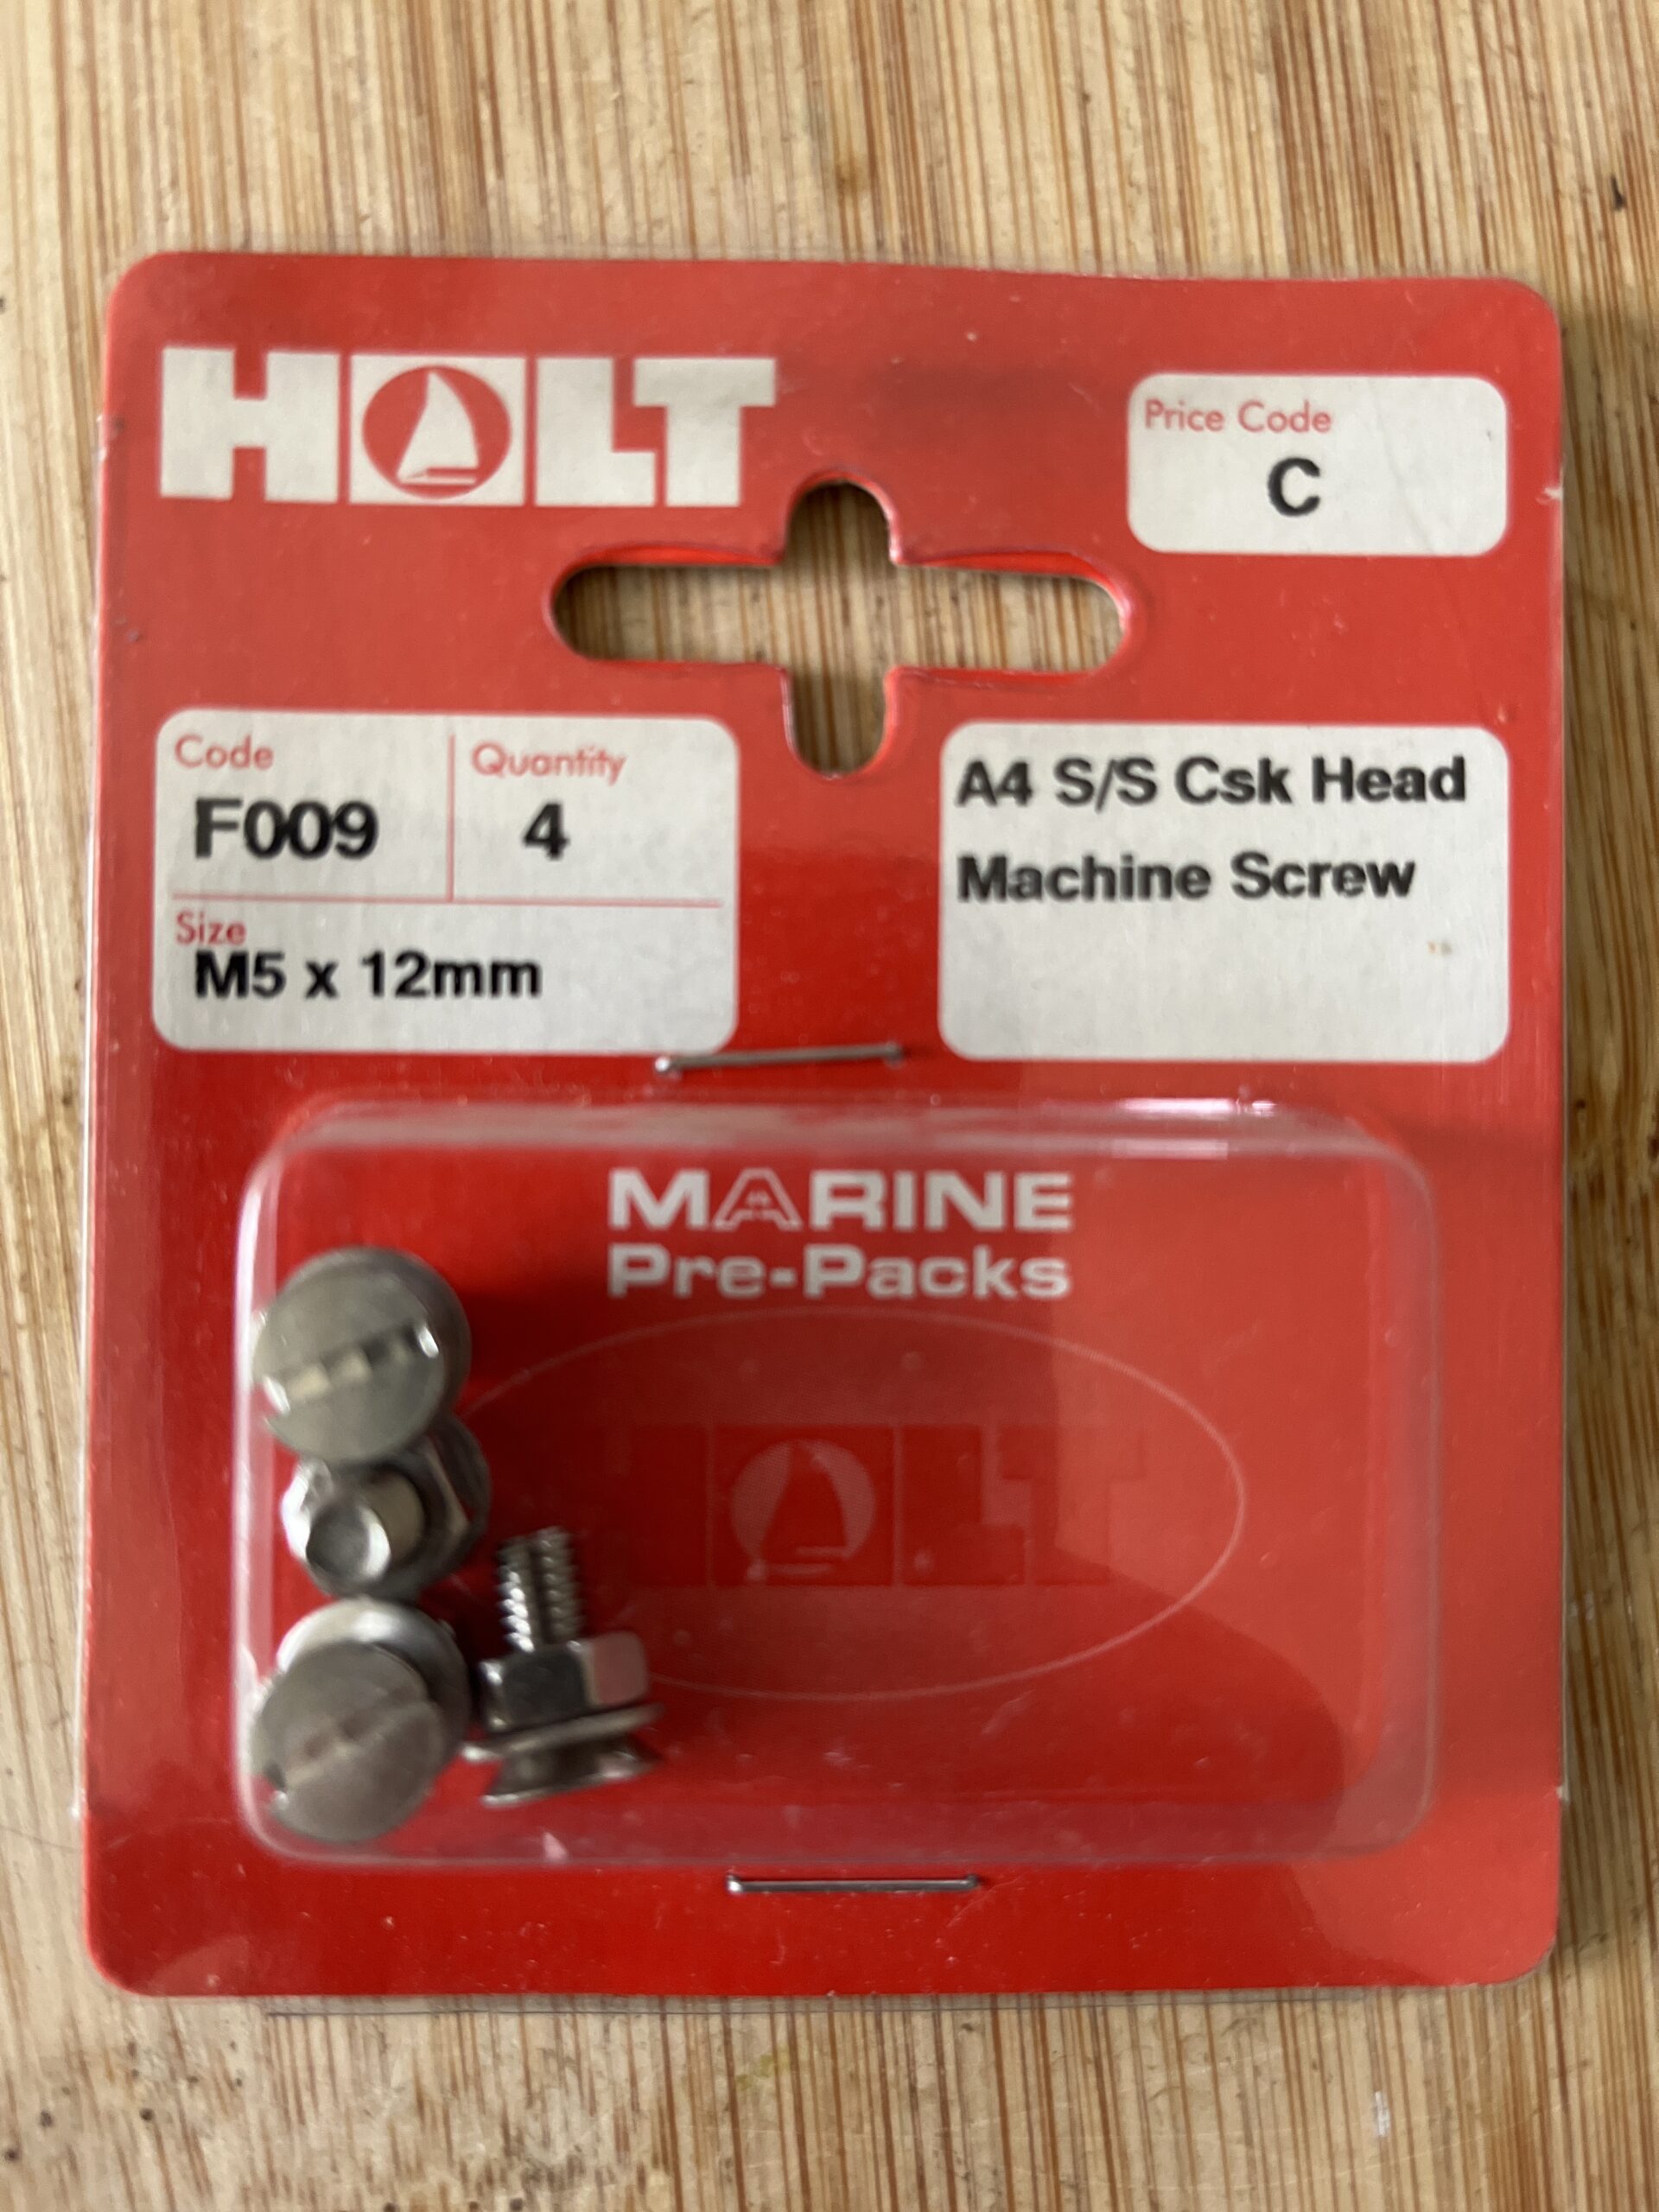 HOLT
Price Code
C
Code
F009
Quantity
4
Size
M5 x 12mm
A4 S/S Csk Head
Machine Screw
MARINE
Pre-Packs
HOLT